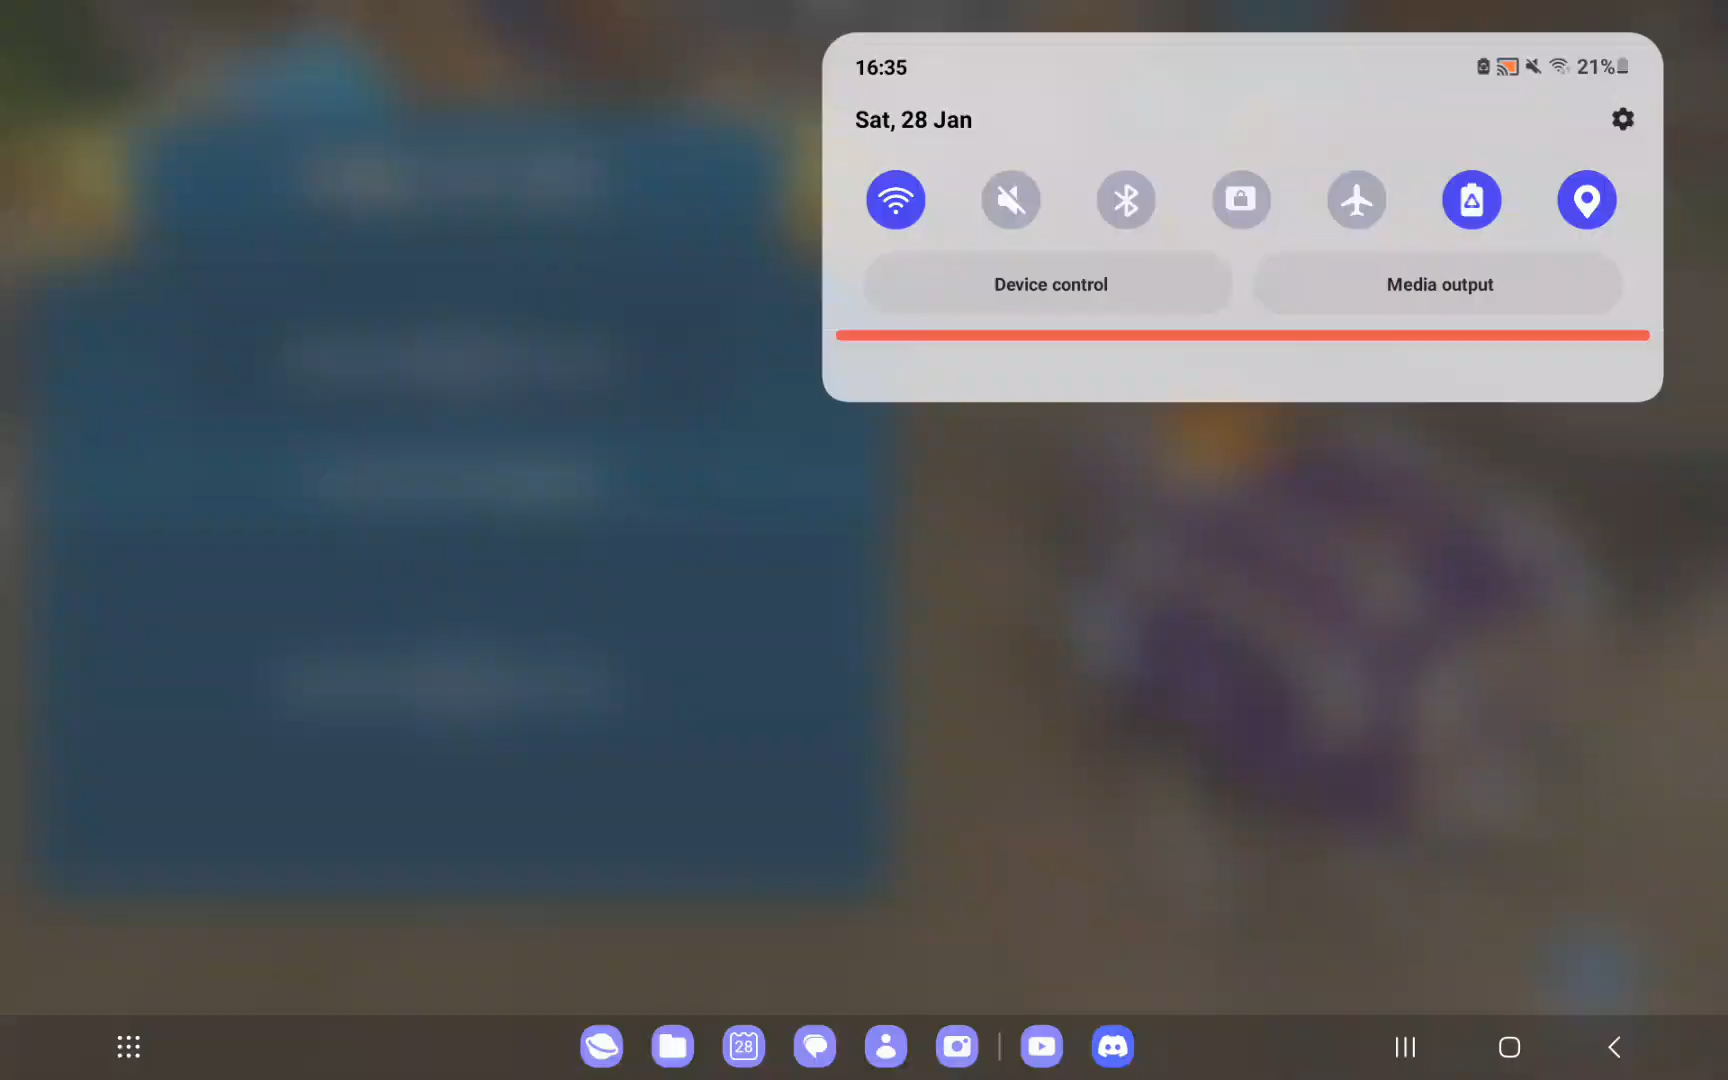 16:35
21%
Sat, 28 Jan
Device control
Media output
28